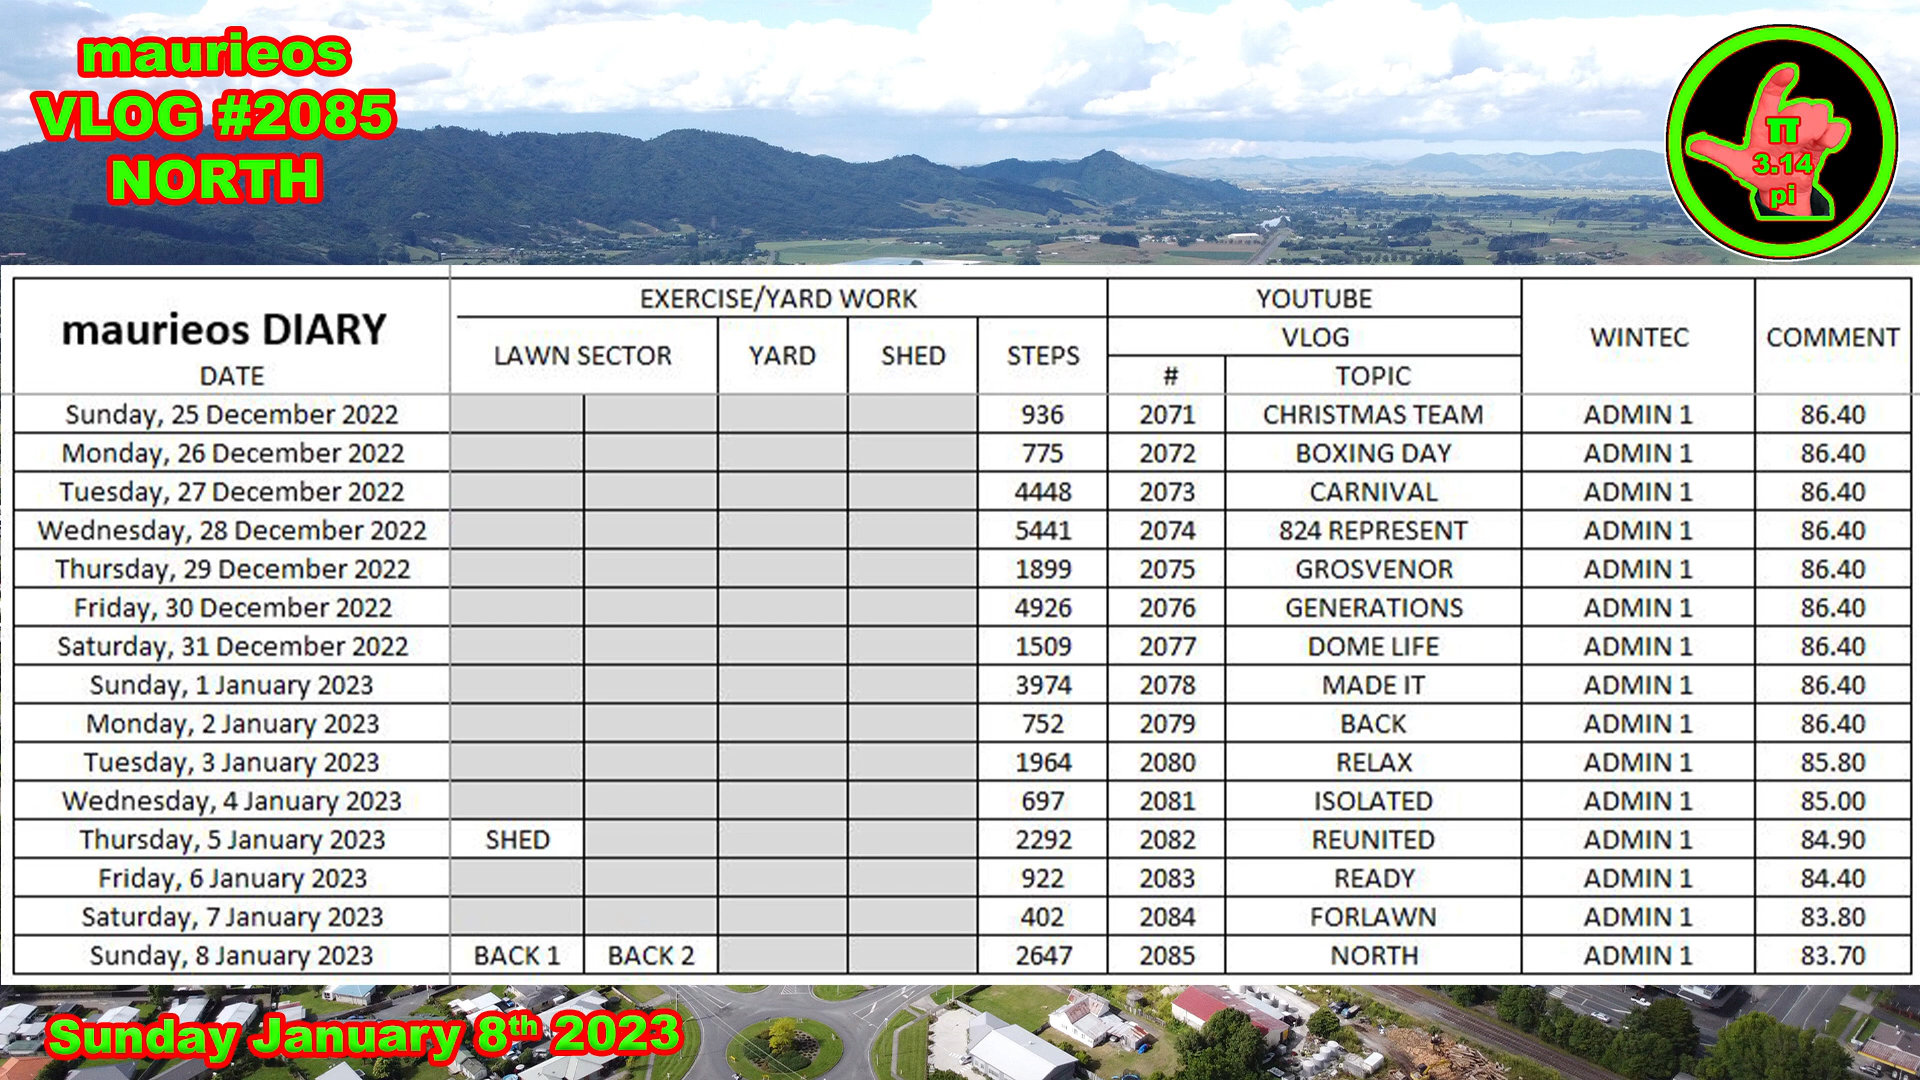 maurieos
VLOG #2085
NORTH
π
3.14
pi
maurieos DIARY
DATE
EXERCISE/YARD WORK
YOUTUBE
WINTEC
COMMENT
LAWN SECTOR
YARD
SHED
STEPS
VLOG
#
TOPIC
Sunday, 25 December 2022 936 2071 CHRISTMAS TEAM ADMIN 1 86.40
Monday, 26 December 2022 775 2072 BOXING DAY ADMIN 1 86.40
Tuesday, 27 December 2022 4448 2073 CARNIVAL ADMIN 1 86.40
Wednesday, 28 December 2022 5441 2074 824 REPRESENT ADMIN 1 86.40
Thursday, 29 December 2022 1899 2075 GROSVENOR ADMIN 1 86.40
Friday, 30 December 2022 4926 2076 GENERATIONS ADMIN 1 86.40
Saturday, 31 December 2022 1509 2077 DOME LIFE ADMIN 1 86.40
Sunday, 1 January 2023 3974 2078 MADE IT ADMIN 1 86.40
Monday, 2 January 2023 752 2079 BACK ADMIN 1 86.40
Tuesday, 3 January 2023 1964 2080 RELAX ADMIN 1 85.80
Wednesday, 4 January 2023 697 2081 ISOLATED ADMIN 1 85.00
Thursday, 5 January 2023 SHED 2292 2082 REUNITED ADMIN 1 84.90
Friday, 6 January 2023 922 2083 READY ADMIN 1 84.40
Saturday, 7 January 2023 402 2084 FORLAWN ADMIN 1 83.80
Sunday, 8 January 2023 BACK 1 BACK 2 2647 2085 NORTH ADMIN 1 83.70
Sunday January 8th 2023